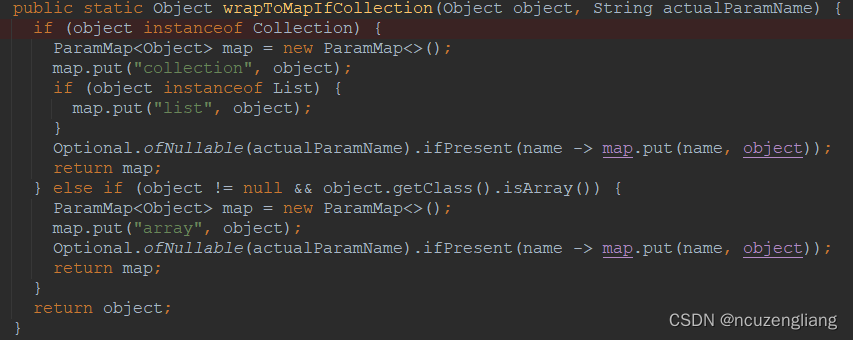 public static Object wrapToMapIfCollection(Object object, String actualParamName) {
  if (object instanceof Collection) {
    ParamMap<Object> map = new ParamMap<>();
    map.put("collection", object);
    if (object instanceof List) {
      map.put("list", object);
    }
    Optional.ofNullable(actualParamName).ifPresent(name -> map.put(name, object));
    return map;
  } else if (object != null && object.getClass().isArray()) {
    ParamMap<Object> map = new ParamMap<>();
    map.put("array", object);
    Optional.ofNullable(actualParamName).ifPresent(name -> map.put(name, object));
    return map;
  }
  return object;
}
CSDN @ncuzengliang